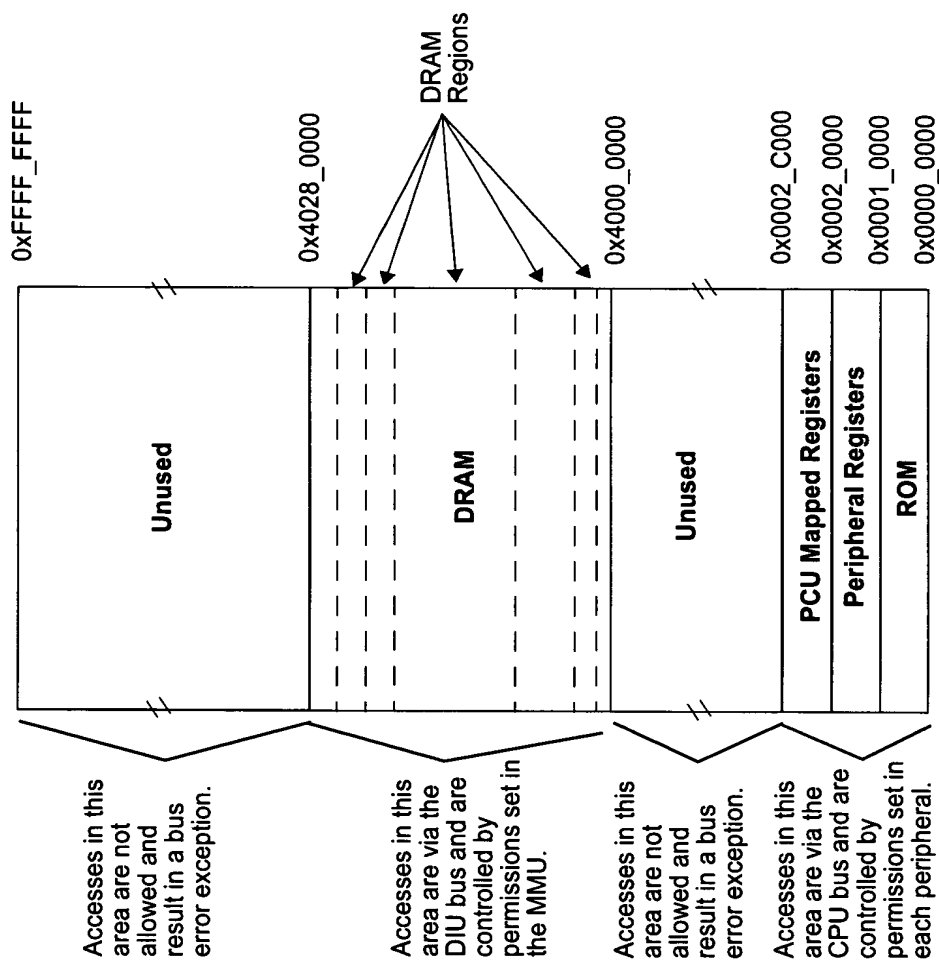 0xFFFF_FFFF
Unused
Accesses in this
area are not
allowed and
result in a bus
error exception.
0x4028_0000
DRAM
Regions
DRAM
Accesses in this
area are via the
DIU bus and are
controlled by
permissions set in
the MMU.
0x4000_0000
Unused
Accesses in this
area are not
allowed and
result in a bus
error exception.
0x0002_C000
PCU Mapped Registers
0x0002_0000
Peripheral Registers
0x0001_0000
ROM
0x0000_0000
Accesses in this
area are via the
CPU bus and are
controlled by
permissions set in
each peripheral.